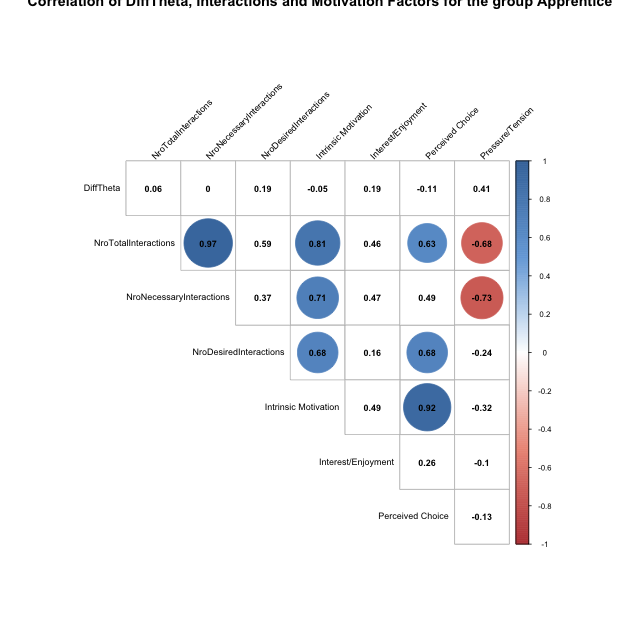 Correlation of DiffTheta, Interactions and Motivation Factors for the group Apprentice
NroTotalInteractions
NroNecessaryInteractions
NroDesiredInteractions
Intrinsic Motivation
Interest/Enjoyment
Perceived Choice
Pressure/Tension
DiffTheta 0.06 0 0.19 -0.05 0.19 -0.11 0.41
NroTotalInteractions 0.97 0.59 0.81 0.46 0.63 -0.68
NroNecessaryInteractions 0.37 0.71 0.47 0.49 -0.73
NroDesiredInteractions 0.68 0.16 0.68 -0.24
Intrinsic Motivation 0.49 0.92 -0.32
Interest/Enjoyment 0.26 -0.1
Perceived Choice -0.13
1
0.8
0.6
0.4
0.2
0
-0.2
-0.4
-0.6
-0.8
-1